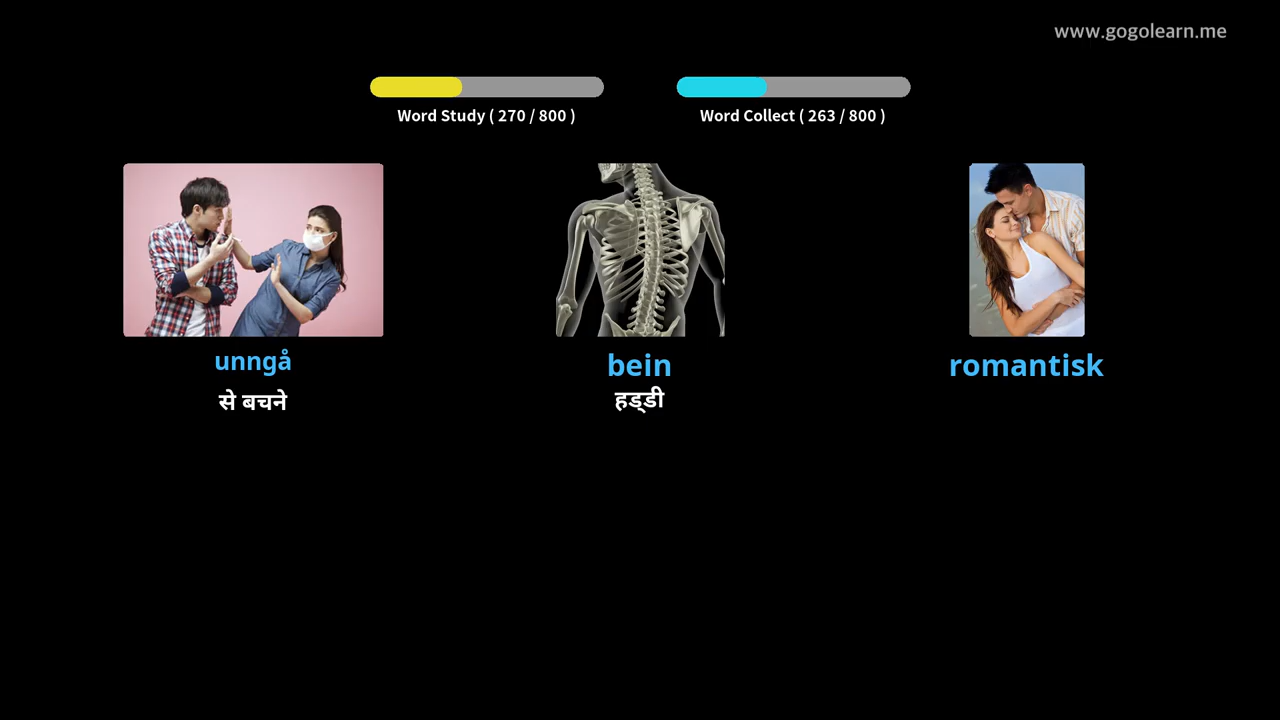 www.gogolearn.me
Word Study ( 270 / 800 )
Word Collect ( 263 / 800 )
unngå
से बचने
bein
हड्डी
romantisk